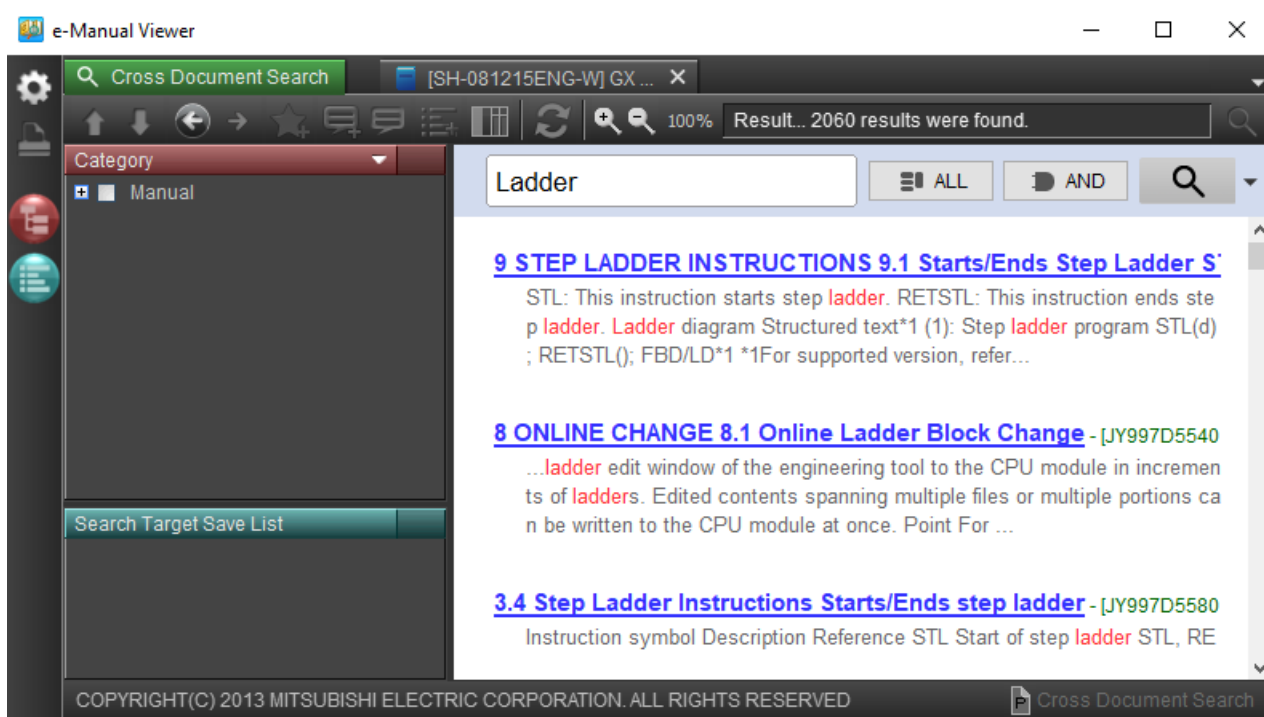 e-Manual Viewer
Cross Document Search
[SH-081215ENG-W] GX ...
100%
Result... 2060 results were found.
Category
Manual
Search Target Save List
Ladder
ALL
AND
9 STEP LADDER INSTRUCTIONS 9.1 Starts/Ends Step Ladder
STL: This instruction starts step ladder. RETSTL: This instruction ends ste
p ladder. Ladder diagram Structured text*1 (1): Step ladder program STL(d)
; RETSTL(); FBD/LD*1 *1For supported version, refer...
8 ONLINE CHANGE 8.1 Online Ladder Block Change - [JY997D5540
...ladder edit window of the engineering tool to the CPU module in incremen
ts of ladders. Edited contents spanning multiple files or multiple portions ca
n be written to the CPU module at once. Point For ...
3.4 Step Ladder Instructions Starts/Ends step ladder - [JY997D5580
Instruction symbol Description Reference STL Start of step ladder STL, RE
COPYRIGHT(C) 2013 MITSUBISHI ELECTRIC CORPORATION. ALL RIGHTS RESERVED
Cross Document Search